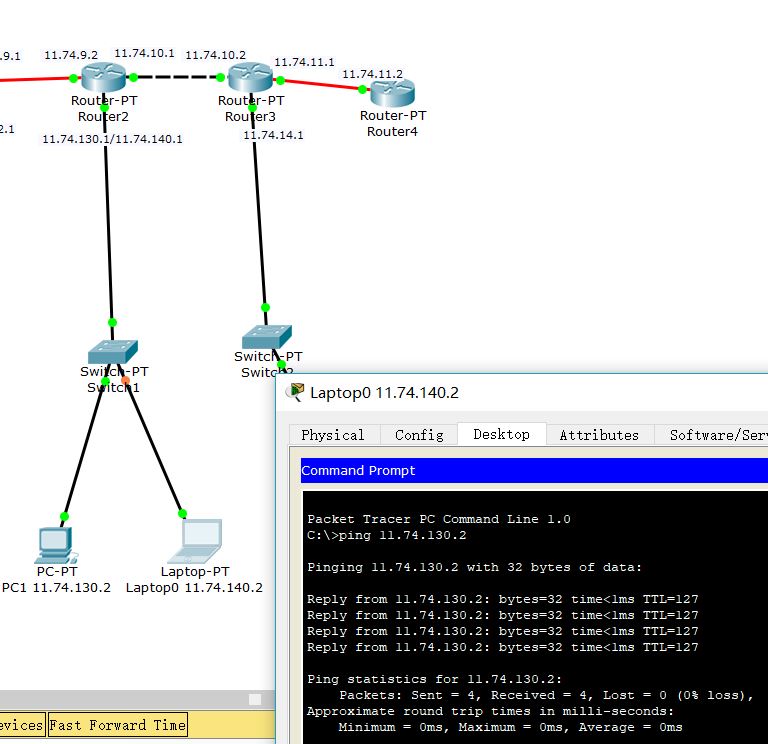 .9.1
11.74.9.2
11.74.10.1
11.74.10.2
11.74.11.1
11.74.11.2
Router-PT
Router2
Router-PT
Router3
Router-PT
Router4
2.1
11.74.130.1/11.74.140.1
11.74.14.1
Switch-PT
Switch1
Switch-PT
Switch2
PC-PT
PC1 11.74.130.2
Laptop-PT
Laptop0 11.74.140.2
evices
Fast Forward Time
Laptop0 11.74.140.2
Physical
Config
Desktop
Attributes
Software/Serv
Command Prompt
Packet Tracer PC Command Line 1.0
C:\>ping 11.74.130.2
Pinging 11.74.130.2 with 32 bytes of data:
Reply from 11.74.130.2: bytes=32 time<1ms TTL=127
Reply from 11.74.130.2: bytes=32 time<1ms TTL=127
Reply from 11.74.130.2: bytes=32 time<1ms TTL=127
Reply from 11.74.130.2: bytes=32 time<1ms TTL=127
Ping statistics for 11.74.130.2:
Packets: Sent = 4, Received = 4, Lost = 0 (0% loss),
Approximate round trip times in milli-seconds:
Minimum = 0ms, Maximum = 0ms, Average = 0ms